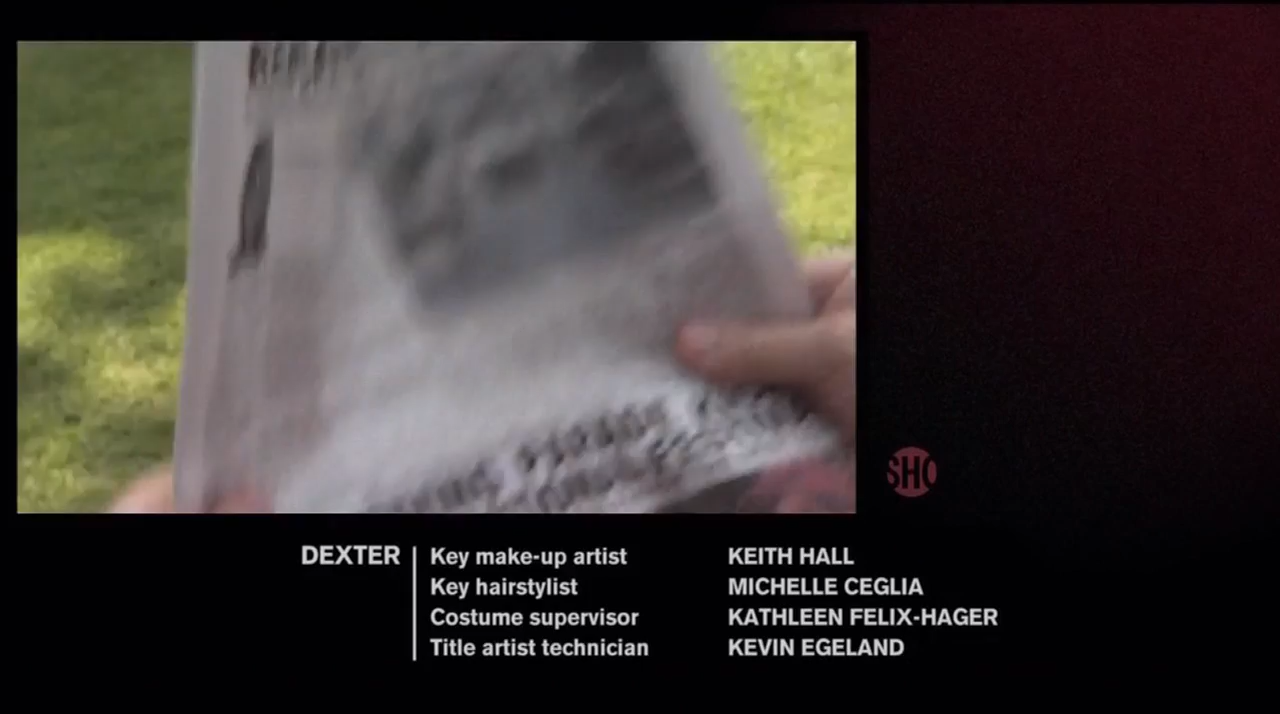 SHO
DEXTER
Key make-up artist KEITH HALL
Key hairstylist MICHELLE CEGLIA
Costume supervisor KATHLEEN FELIX-HAGER
Title artist technician KEVIN EGELAND